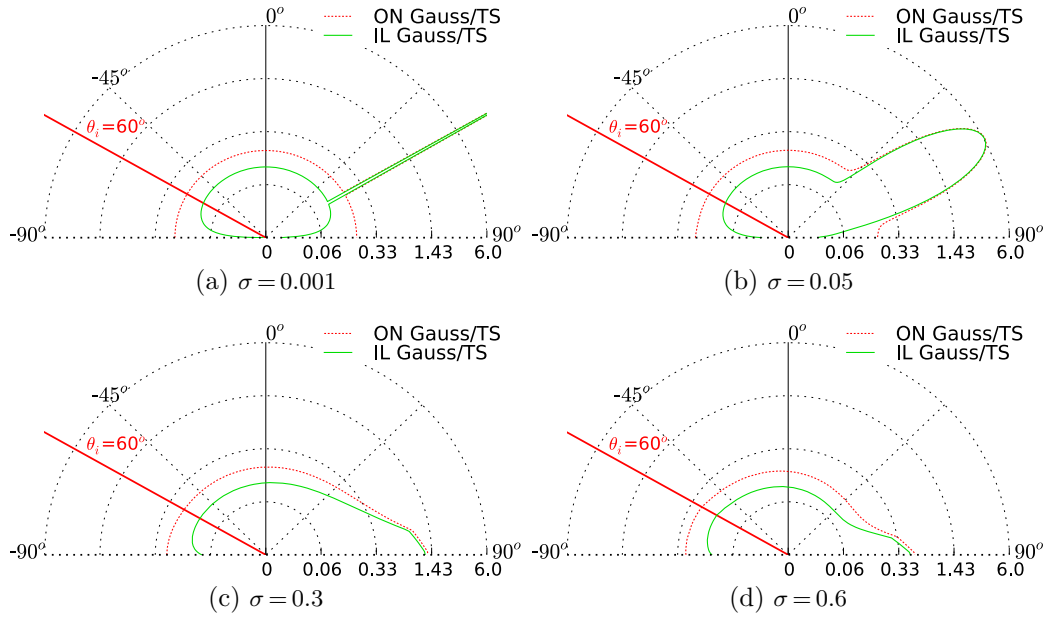 0° ON Gauss/TS
IL Gauss/TS
-45°
θi=60°
-90° 90°
0 0.06 0.33 1.43 6.0
(a) σ = 0.001
0° ON Gauss/TS
IL Gauss/TS
-45°
θi=60°
-90° 90°
0 0.06 0.33 1.43 6.0
(b) σ = 0.05
0° ON Gauss/TS
IL Gauss/TS
-45°
θi=60°
-90° 90°
0 0.06 0.33 1.43 6.0
(c) σ = 0.3
0° ON Gauss/TS
IL Gauss/TS
-45°
θi=60°
-90° 90°
0 0.06 0.33 1.43 6.0
(d) σ = 0.6